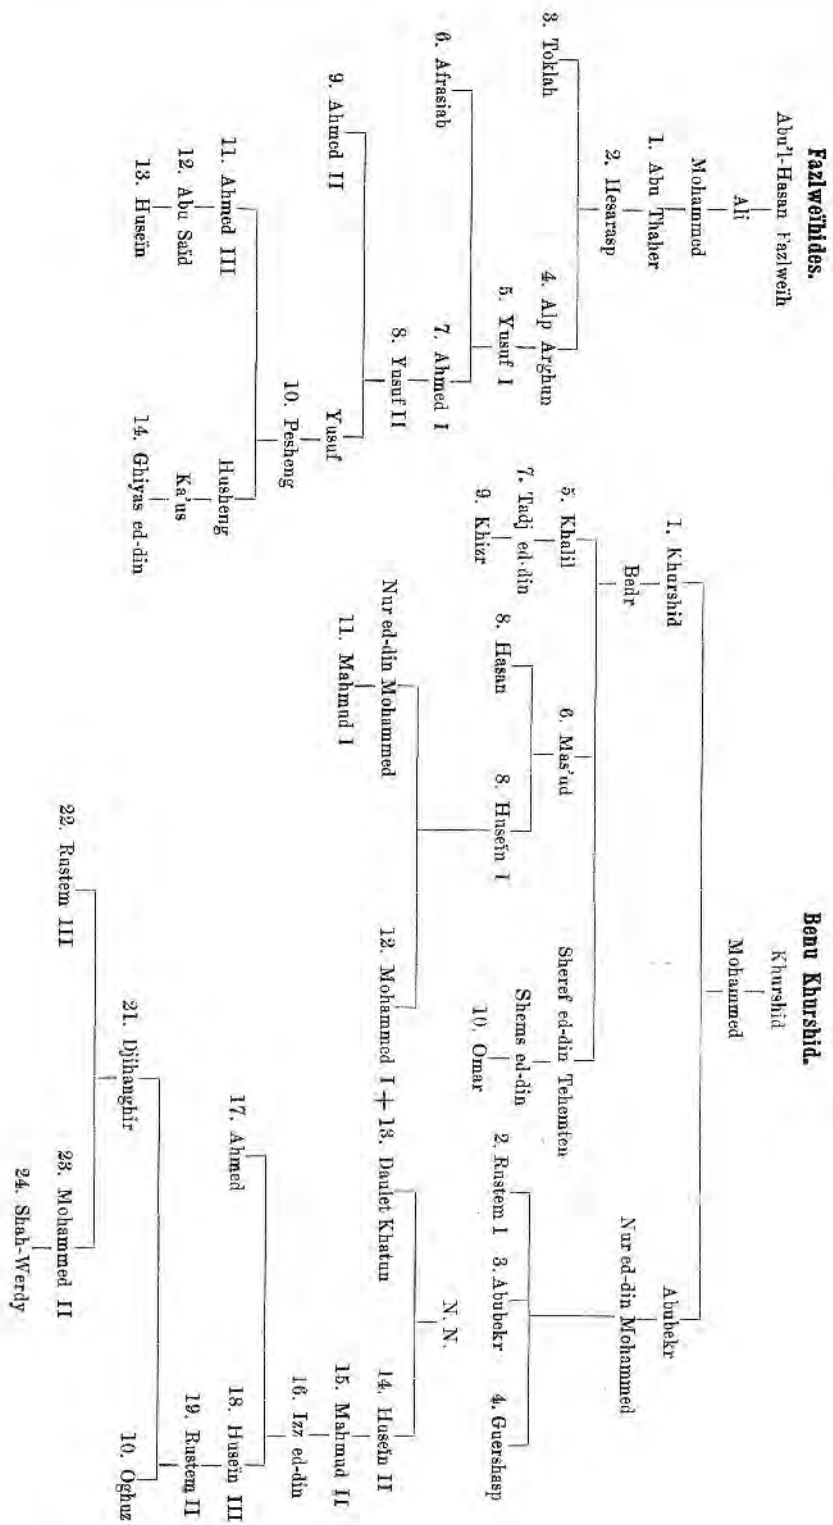 Fazlweïhides.
Abu'l-Hasan Fazlweïh
Ali
Mohammed
1. Abu Thaher
2. Hesarasp
3. Toklah
4. Alp Arghun
5. Yusuf I
6. Afrasiab
7. Ahmed I
8. Yusuf II
9. Ahmed II
Yusuf
10. Pesheng
11. Ahmed III
Husheng
12. Abu Saïd
Ka'us
13. Huseïn
14. Ghiyas ed-din
Benu Khurshid.
Khurshid
Mohammed
1. Khurshid
Abubekr
Bedr
Nur ed-din Mohammed
5. Khalil
6. Mas'ud
Sheref ed-din Tehemten
7. Tadj ed-din
Shems ed-din
9. Khizr
8. Hasan
8. Huseïn I
10. Omar
2. Rustem I
3. Abubekr
4. Guershasp
N. N.
Nur ed-din Mohammed
12. Mohammed I + 13. Daulet Khatun
14. Huseïn II
11. Mahmud I
15. Mahmud II
16. Izz ed-din
17. Ahmed
18. Huseïn III
19. Rustem II
21. Djihanghir
10. Oghuz
22. Rustem III
23. Mohammed II
24. Shah-Werdy